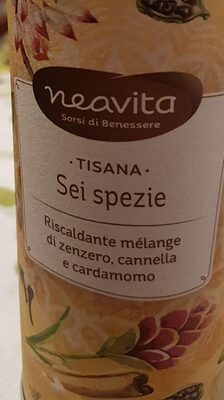 neavita
Sorsi di Benessere
· TISANA ·
Sei spezie
Riscaldante mélange
di zenzero, cannella
e cardamomo